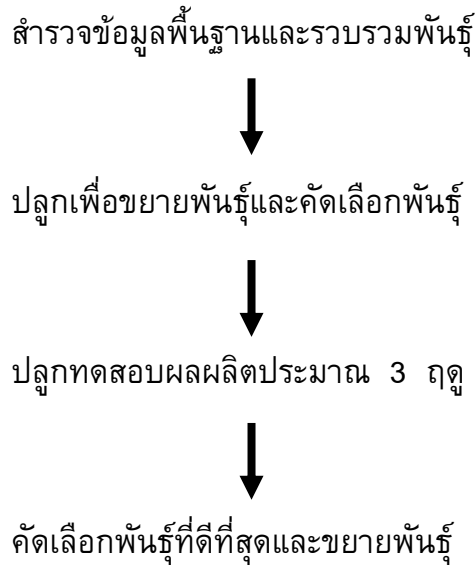 สำรวจข้อมูลพื้นฐานและรวบรวมพันธุ์
ปลูกเพื่อขยายพันธุ์และคัดเลือกพันธุ์
ปลูกทดสอบผลผลิตประมาณ 3 ฤดู
คัดเลือกพันธุ์ที่ดีที่สุดและขยายพันธุ์